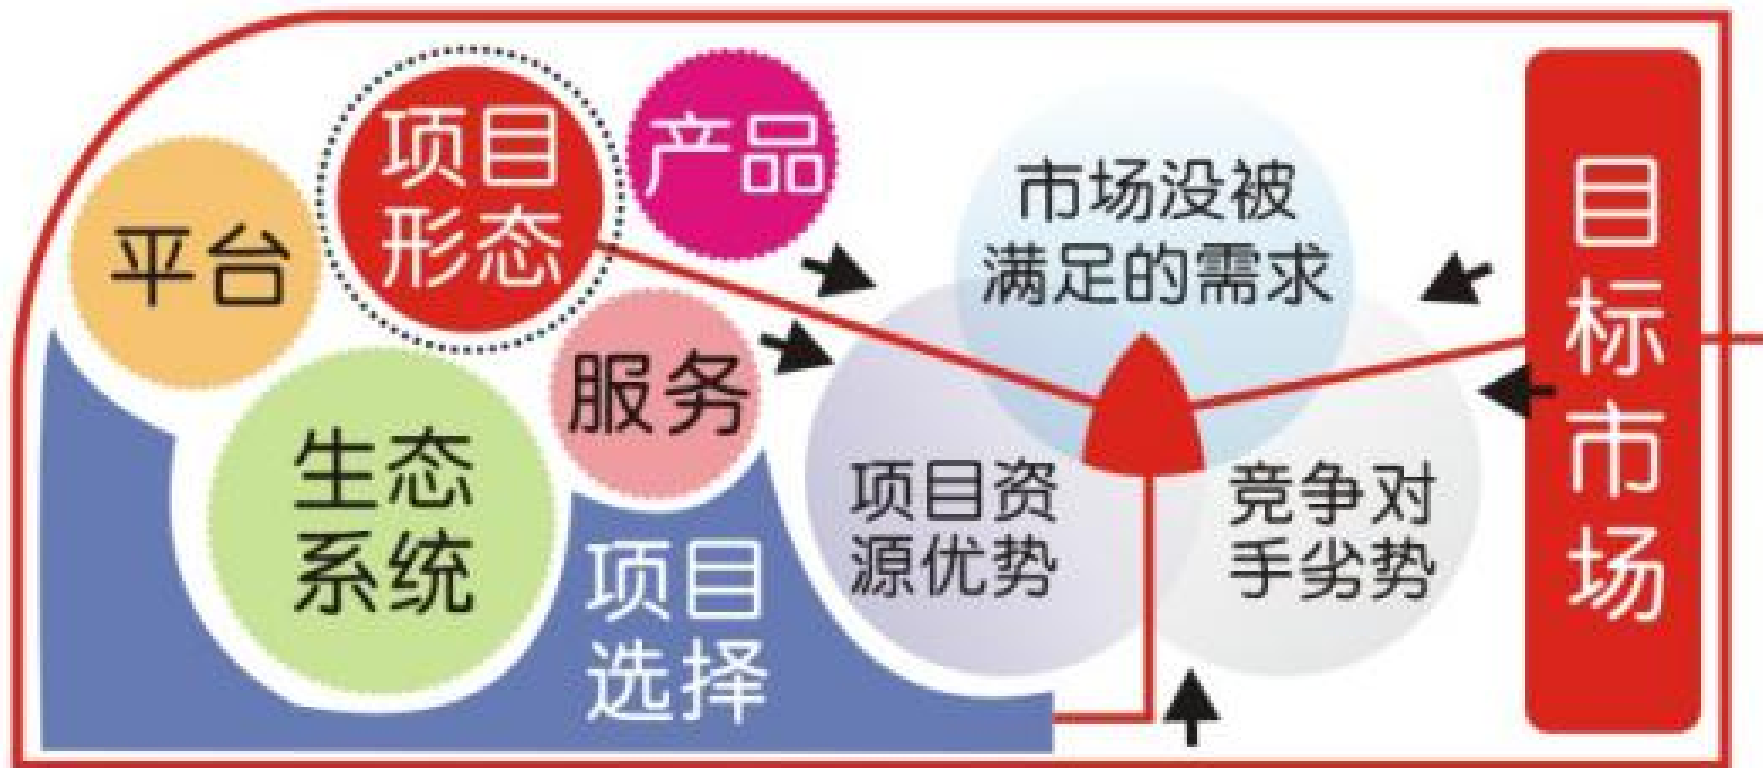 平台
项目
形态
产品
生态
系统
服务
项目
选择
市场没被
满足的需求
项目资
源优势
竞争对
手劣势
目标市场